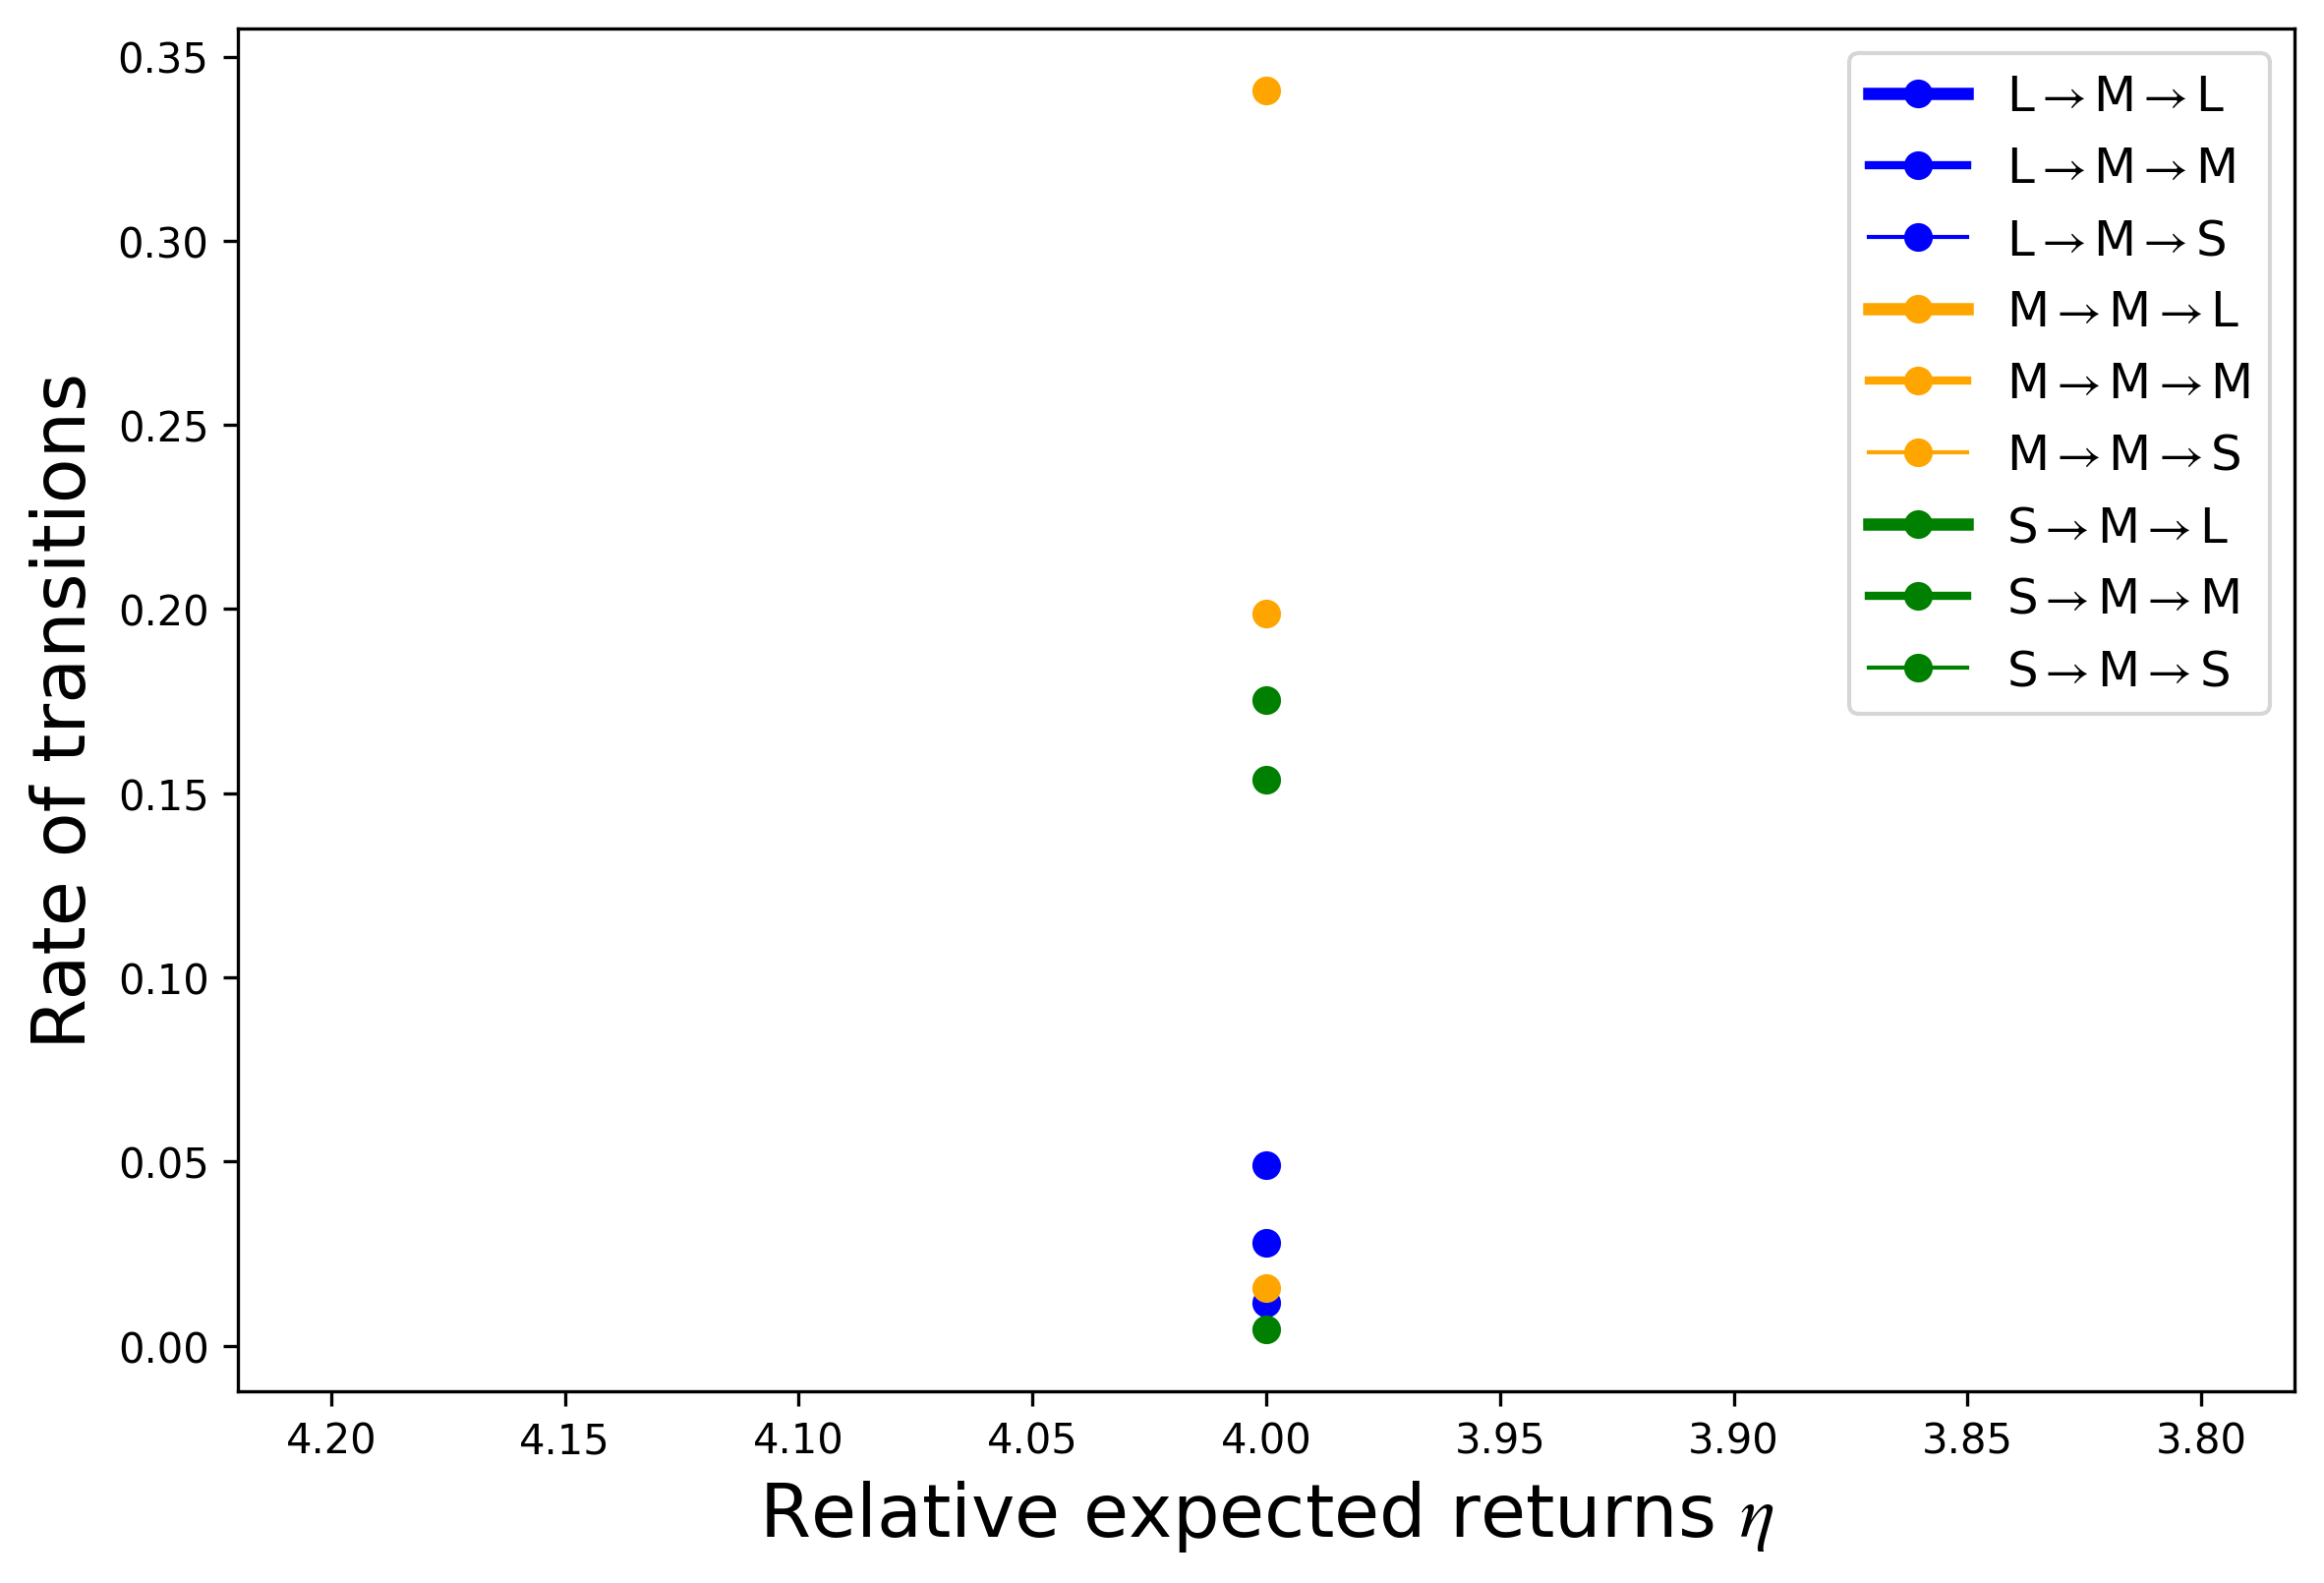 0.35
0.30
0.25
0.20
0.15
0.10
0.05
0.00
Rate of transitions
4.20 4.15 4.10 4.05 4.00 3.95 3.90 3.85 3.80
Relative expected returns η
L→M→L
L→M→M
L→M→S
M→M→L
M→M→M
M→M→S
S→M→L
S→M→M
S→M→S